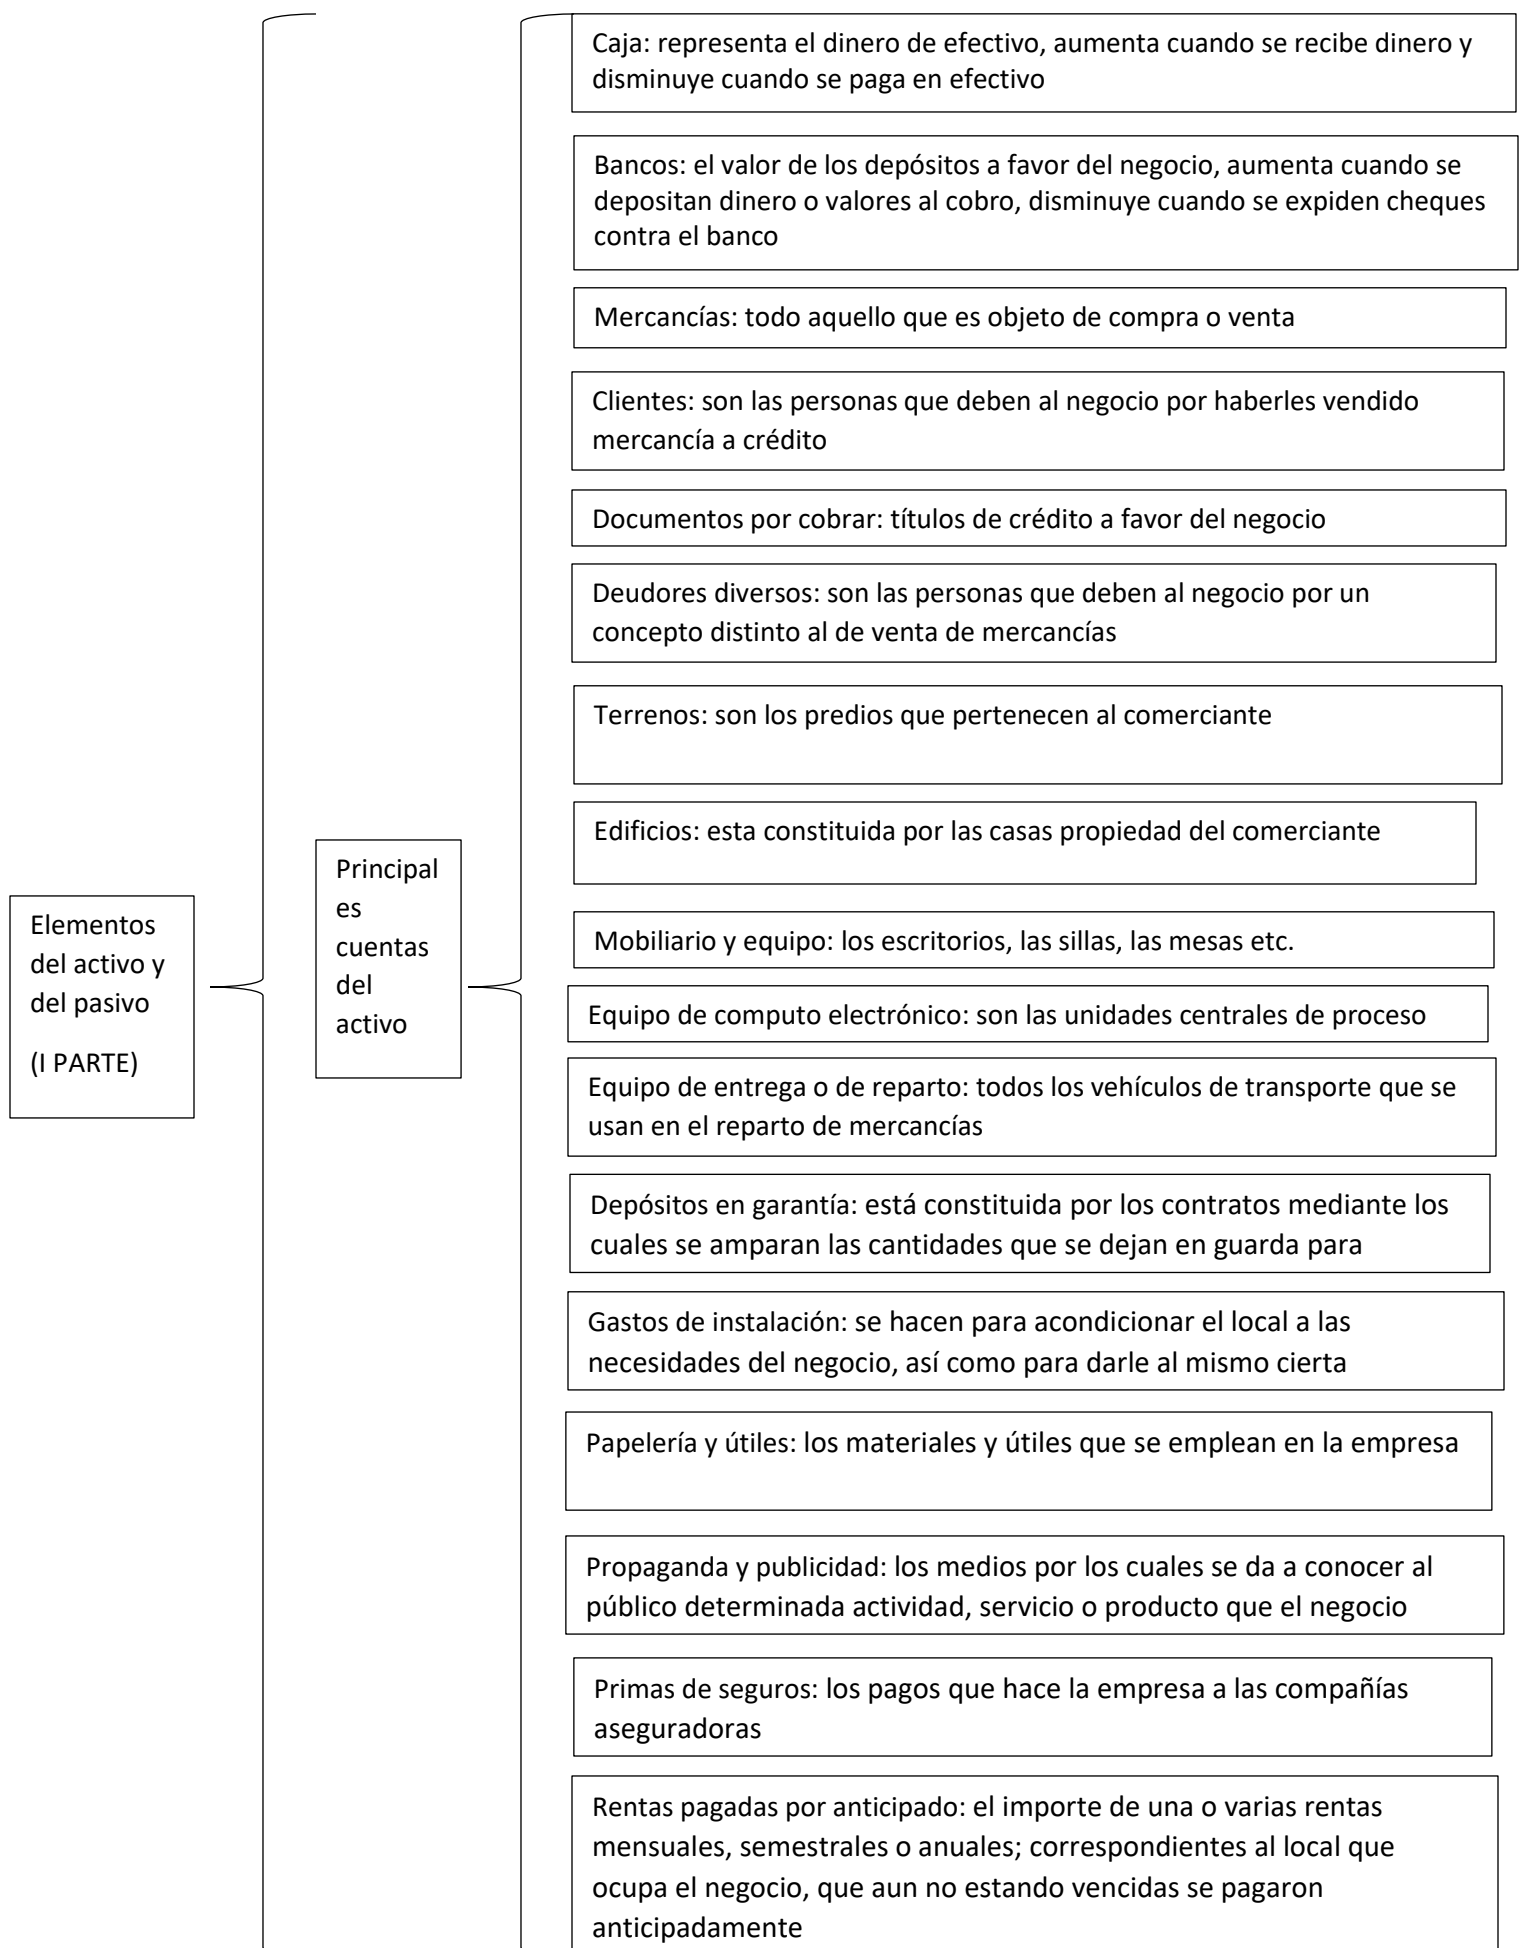 Elementos
del activo y
del pasivo
(I PARTE)
Principal
es
cuentas
del
activo
Caja: representa el dinero de efectivo, aumenta cuando se recibe dinero y
disminuye cuando se paga en efectivo
Bancos: el valor de los depósitos a favor del negocio, aumenta cuando se
depositan dinero o valores al cobro, disminuye cuando se expiden cheques
contra el banco
Mercancías: todo aquello que es objeto de compra o venta
Clientes: son las personas que deben al negocio por haberles vendido
mercancía a crédito
Documentos por cobrar: títulos de crédito a favor del negocio
Deudores diversos: son las personas que deben al negocio por un
concepto distinto al de venta de mercancías
Terrenos: son los predios que pertenecen al comerciante
Edificios: esta constituida por las casas propiedad del comerciante
Mobiliario y equipo: los escritorios, las sillas, las mesas etc.
Equipo de computo electrónico: son las unidades centrales de proceso
Equipo de entrega o de reparto: todos los vehículos de transporte que se
usan en el reparto de mercancías
Depósitos en garantía: está constituida por los contratos mediante los
cuales se amparan las cantidades que se dejan en guarda para
Gastos de instalación: se hacen para acondicionar el local a las
necesidades del negocio, así como para darle al mismo cierta
Papelería y útiles: los materiales y útiles que se emplean en la empresa
Propaganda y publicidad: los medios por los cuales se da a conocer al
público determinada actividad, servicio o producto que el negocio
Primas de seguros: los pagos que hace la empresa a las compañías
aseguradoras
Rentas pagadas por anticipado: el importe de una o varias rentas
mensuales, semestrales o anuales; correspondientes al local que
ocupa el negocio, que aun no estando vencidas se pagaron
anticipadamente